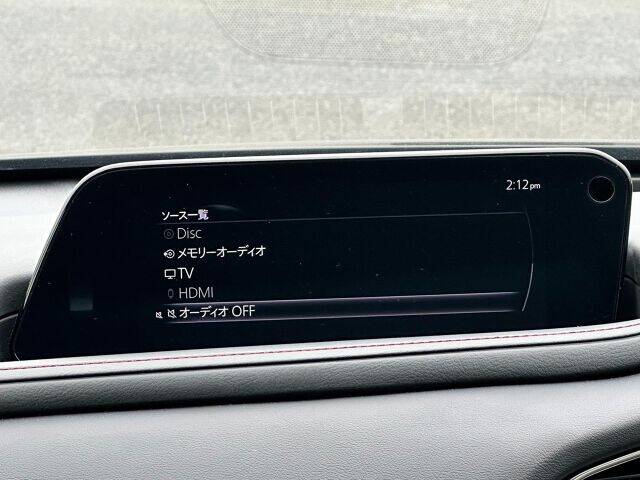 2:12pm
ソース一覧
Disc
メモリーオーディオ
TV
HDMI
オーディオ OFF